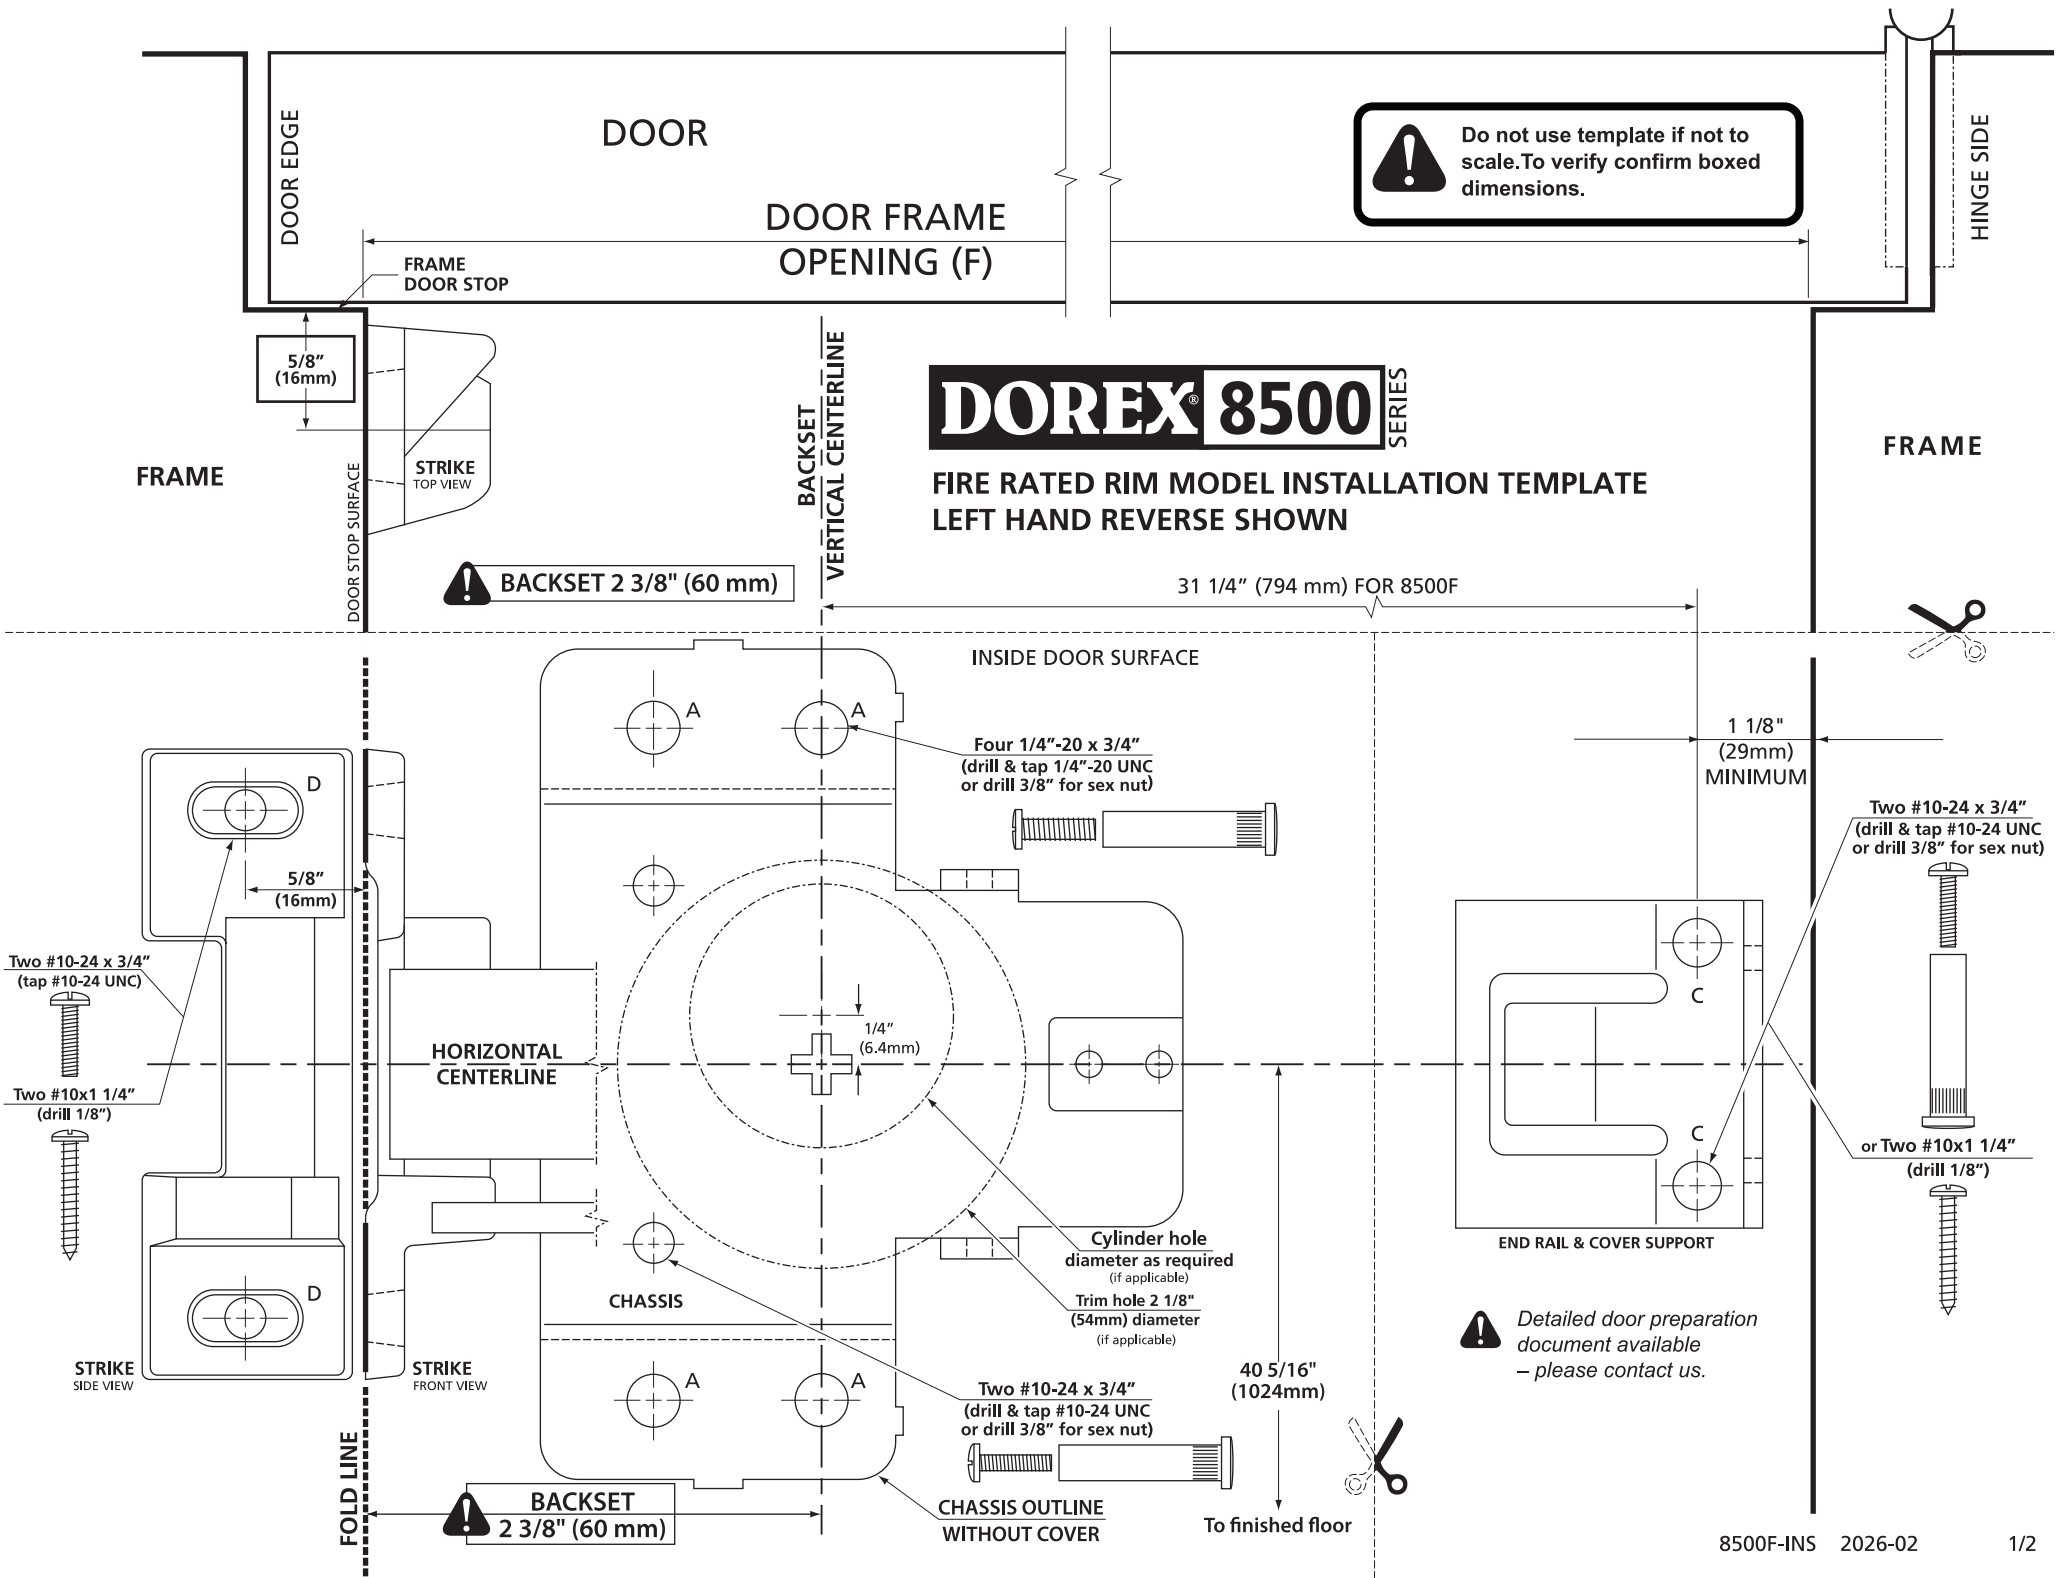 DOOR EDGE
DOOR
Do not use template if not to
scale.To verify confirm boxed
dimensions.
HINGE SIDE
DOOR FRAME
OPENING (F)
FRAME
DOOR STOP
5/8”
(16mm)
FRAME
STRIKE
TOP VIEW
DOOR STOP SURFACE
BACKSET
VERTICAL CENTERLINE
DOREX® 8500
SERIES
FRAME
FIRE RATED RIM MODEL INSTALLATION TEMPLATE
LEFT HAND REVERSE SHOWN
BACKSET 2 3/8" (60 mm)
31 1/4” (794 mm) FOR 8500F
INSIDE DOOR SURFACE
A
A
Four 1/4”-20 x 3/4”
(drill & tap 1/4”-20 UNC
or drill 3/8” for sex nut)
1 1/8"
(29mm)
MINIMUM
D
5/8”
(16mm)
Two #10-24 x 3/4”
(drill & tap #10-24 UNC
or drill 3/8” for sex nut)
Two #10-24 x 3/4”
(tap #10-24 UNC)
C
1/4”
(6.4mm)
HORIZONTAL
CENTERLINE
Two #10x1 1/4”
(drill 1/8”)
C
or Two #10x1 1/4”
(drill 1/8”)
Cylinder hole
diameter as required
(if applicable)
END RAIL & COVER SUPPORT
D
CHASSIS
Trim hole 2 1/8"
(54mm) diameter
(if applicable)
Detailed door preparation
document available
– please contact us.
STRIKE
SIDE VIEW
STRIKE
FRONT VIEW
A
A
Two #10-24 x 3/4”
(drill & tap #10-24 UNC
or drill 3/8” for sex nut)
40 5/16"
(1024mm)
FOLD LINE
BACKSET
2 3/8" (60 mm)
CHASSIS OUTLINE
WITHOUT COVER
To finished floor
8500F-INS 2026-02 1/2